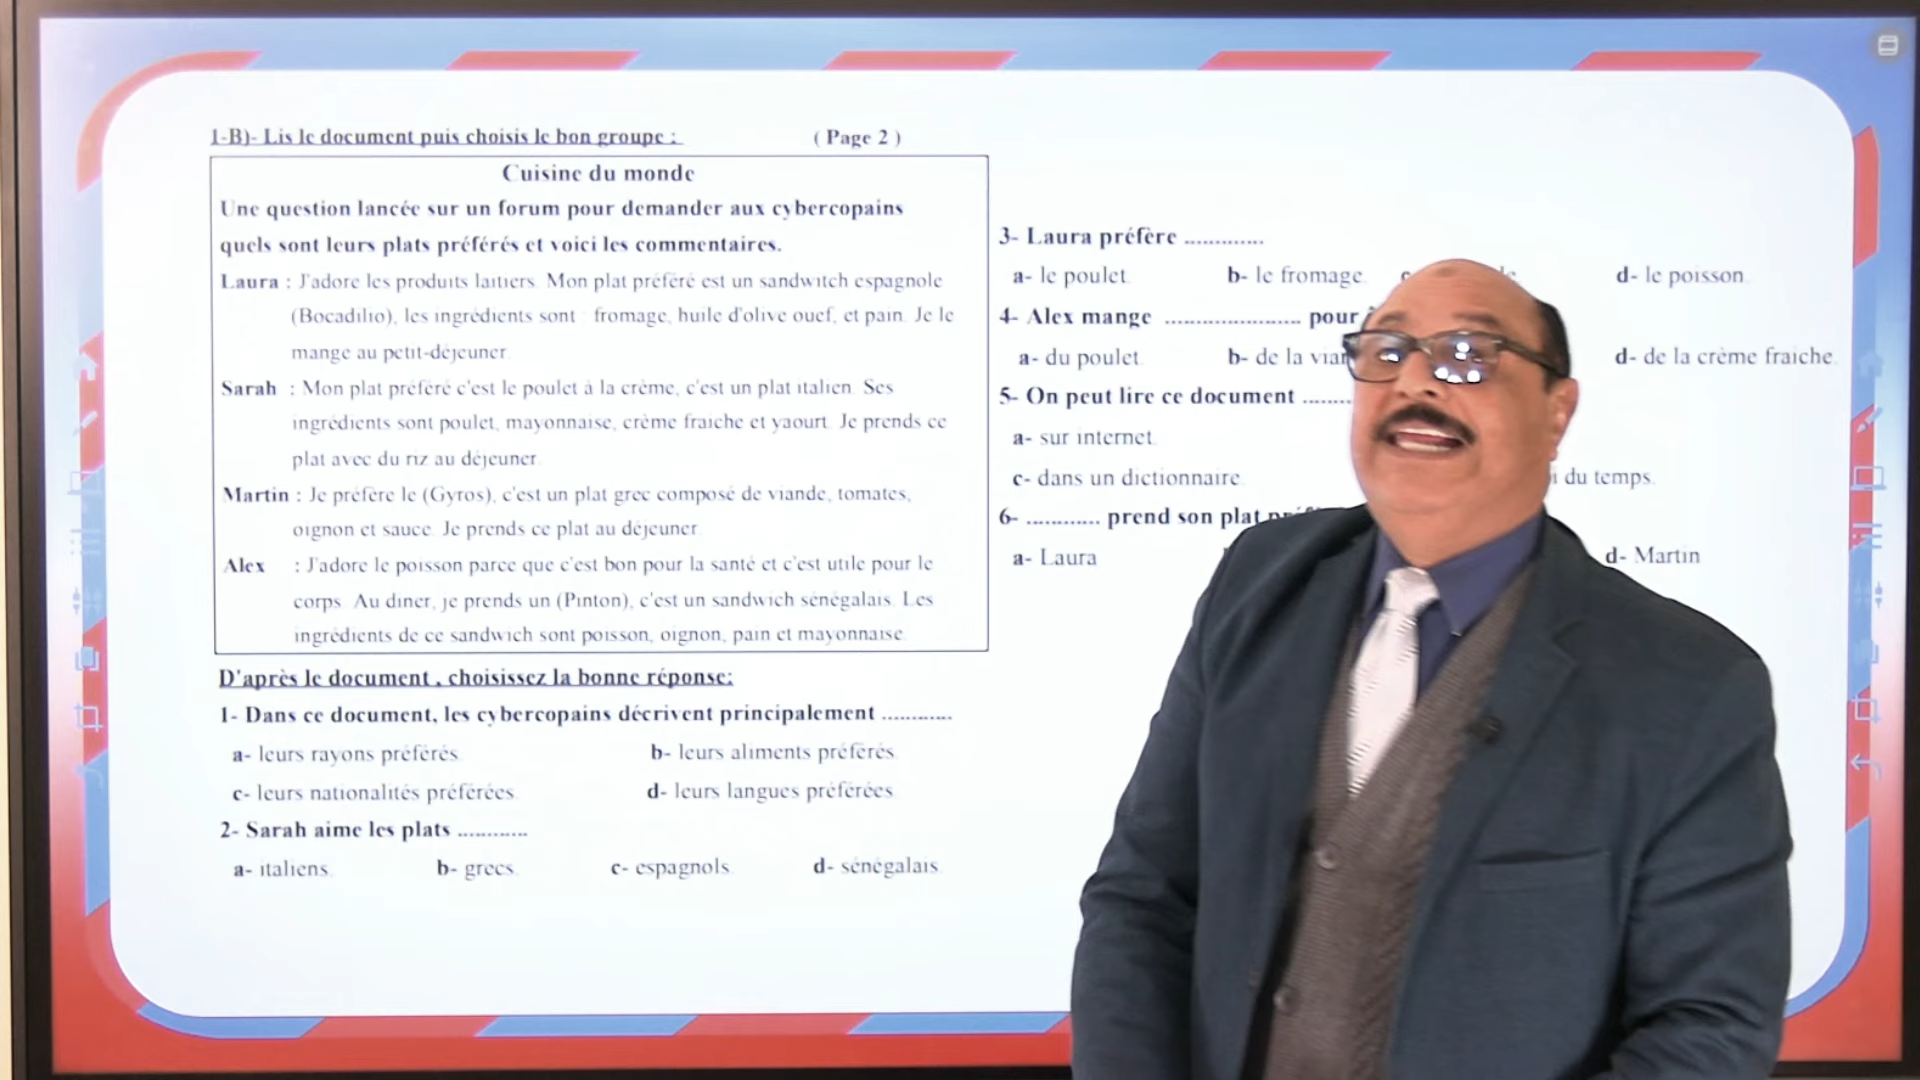 1-B)- Lis le document puis choisis le bon groupe : ( Page 2 )
Cuisine du monde
Une question lancée sur un forum pour demander aux cybercopains
quels sont leurs plats préférés et voici les commentaires.
Laura : J'adore les produits laitiers. Mon plat préféré est un sandwitch espagnole
(Bocadilio), les ingrédients sont : fromage, huile d'olive ouef, et pain. Je le
mange au petit-déjeuner.
Sarah : Mon plat préféré c'est le poulet à la crème, c'est un plat italien. Ses
ingrédients sont poulet, mayonnaise, crème fraiche et yaourt. Je prends ce
plat avec du riz au déjeuner.
Martin : Je préfère le (Gyros), c'est un plat grec composé de viande, tomates,
oignon et sauce. Je prends ce plat au déjeuner.
Alex : J'adore le poisson parce que c'est bon pour la santé et c'est utile pour le
corps. Au diner, je prends un (Pinton), c'est un sandwich sénégalais. Les
ingrédients de ce sandwich sont poisson, oignon, pain et mayonnaise.
D'après le document , choisissez la bonne réponse:
1- Dans ce document, les cybercopains décrivent principalement ............
a- leurs rayons préférés. b- leurs aliments préférés.
c- leurs nationalités préférées. d- leurs langues préférées
2- Sarah aime les plats ............
a- italiens. b- grecs. c- espagnols. d- sénégalais.
3- Laura préfère .............
a- le poulet. b- le fromage. d- le poisson.
4- Alex mange ...................... pour
a- du poulet. b- de la d- de la crème fraiche.
5- On peut lire ce document ........
a- sur internet.
c- dans un dictionnaire. du temps.
6- ............ prend son plat
a- Laura d- Martin